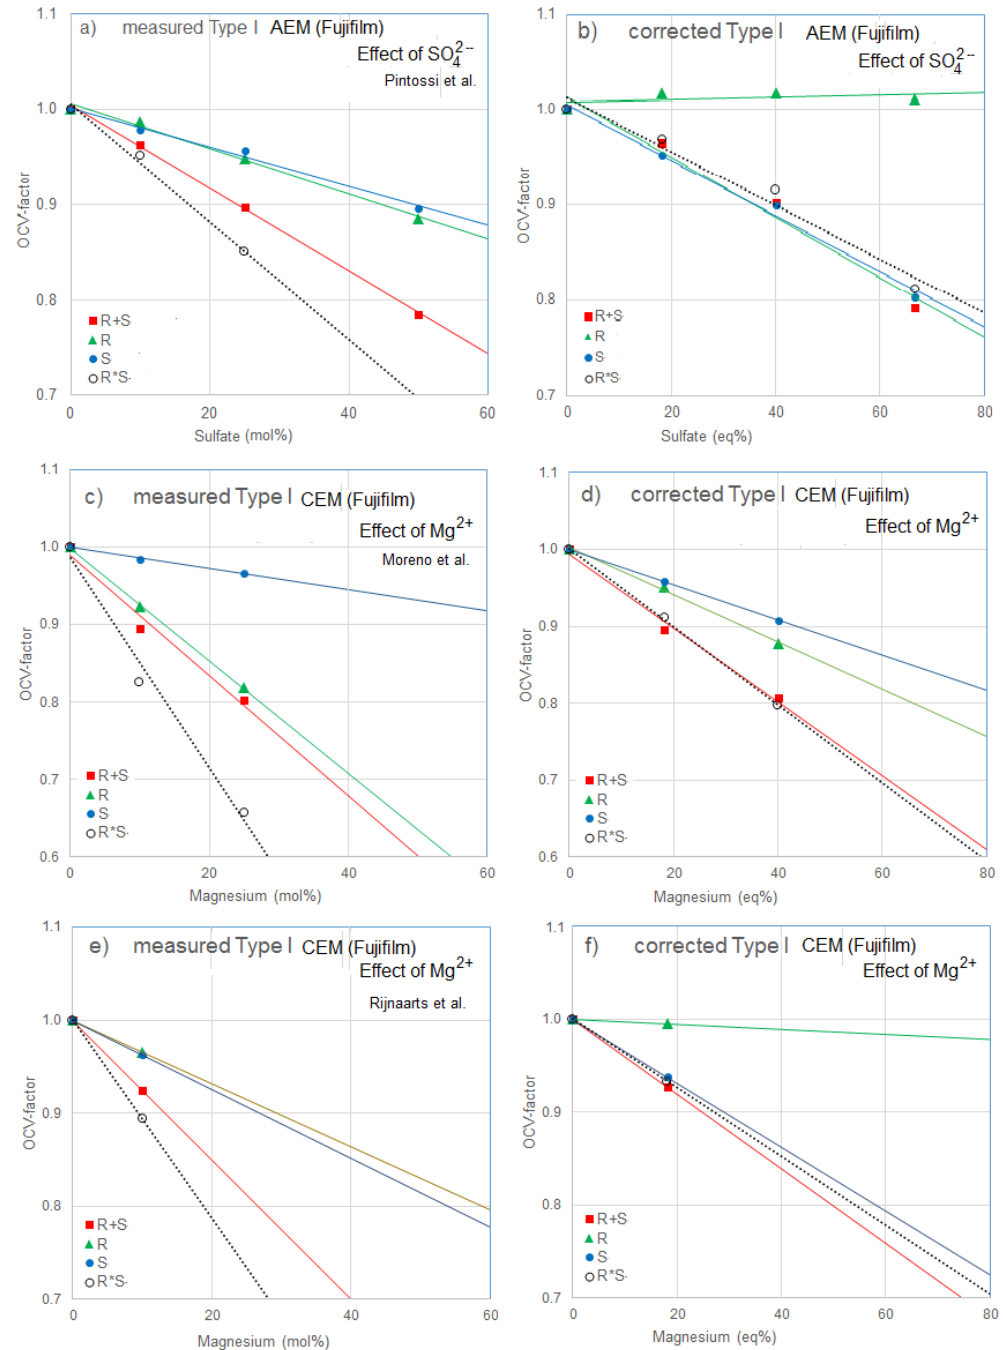 a) measured Type I AEM (Fujifilm)
Effect of SO₄²⁻⁻
Pintossi et al.
1.1
1.0
0.9
0.8
0.7
OCV-factor
R+S
R
S
R*S
0 20 40 60
Sulfate (mol%)
b) corrected Type I AEM (Fujifilm)
Effect of SO₄²⁻⁻
1.1
1.0
0.9
0.8
0.7
OCV-factor
R+S
R
S
R*S
0 20 40 60 80
Sulfate (eq%)
c) measured Type I CEM (Fujifilm)
Effect of Mg²⁺
Moreno et al.
1.1
1.0
0.9
0.8
0.7
0.6
OCV-factor
R+S
R
S
R*S
0 20 40 60
Magnesium (mol%)
d) corrected Type I CEM (Fujifilm)
Effect of Mg²⁺
1.1
1.0
0.9
0.8
0.7
0.6
OCV-factor
R+S
R
S
R*S
0 20 40 60 80
Magnesium (eq%)
e) measured Type I CEM (Fujifilm)
Effect of Mg²⁺
Rijnaarts et al.
1.1
1.0
0.9
0.8
0.7
OCV-factor
R+S
R
S
R*S
0 20 40 60
Magnesium (mol%)
f) corrected Type I CEM (Fujifilm)
Effect of Mg²⁺
1.1
1.0
0.9
0.8
0.7
OCV-factor
R+S
R
S
R*S
0 20 40 60 80
Magnesium (eq%)